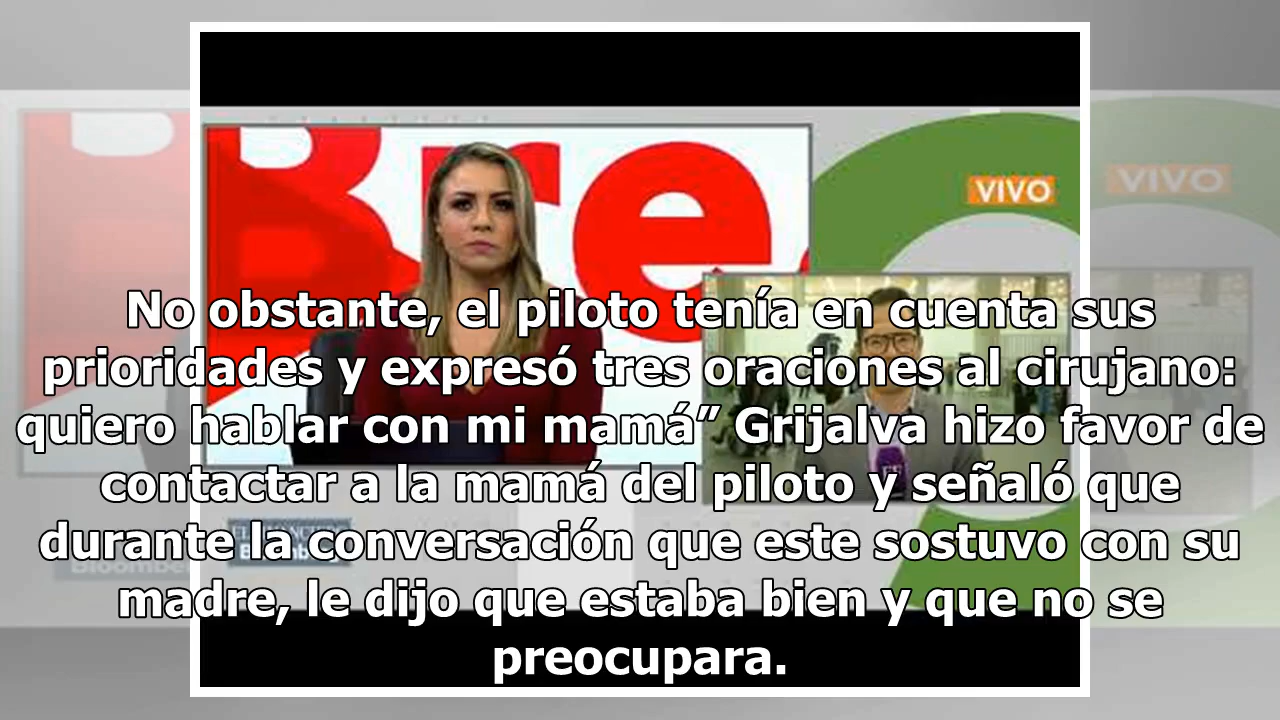 Bre
VIVO
VIVO
No obstante, el piloto tenía en cuenta sus
prioridades y expresó tres oraciones al cirujano:
quiero hablar con mi mamá” Grijalva hizo favor de
contactar a la mamá del piloto y señaló que
durante la conversación que este sostuvo con su
madre, le dijo que estaba bien y que no se
preocupara.